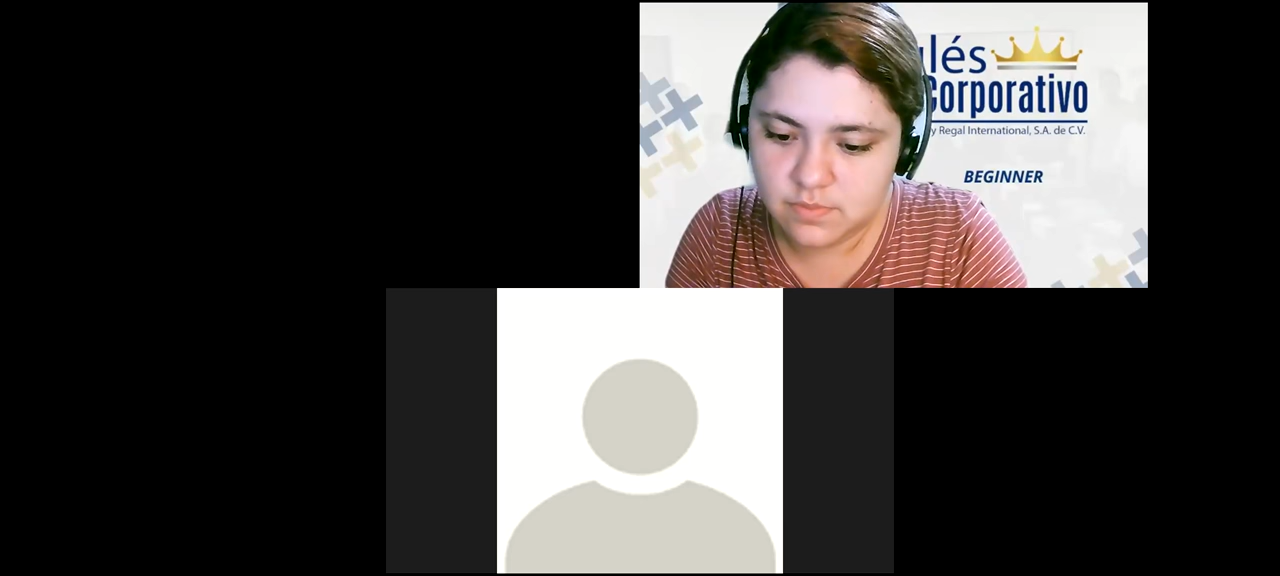 lés
Corporativo
y Regal International, S.A. de C.V.
BEGINNER